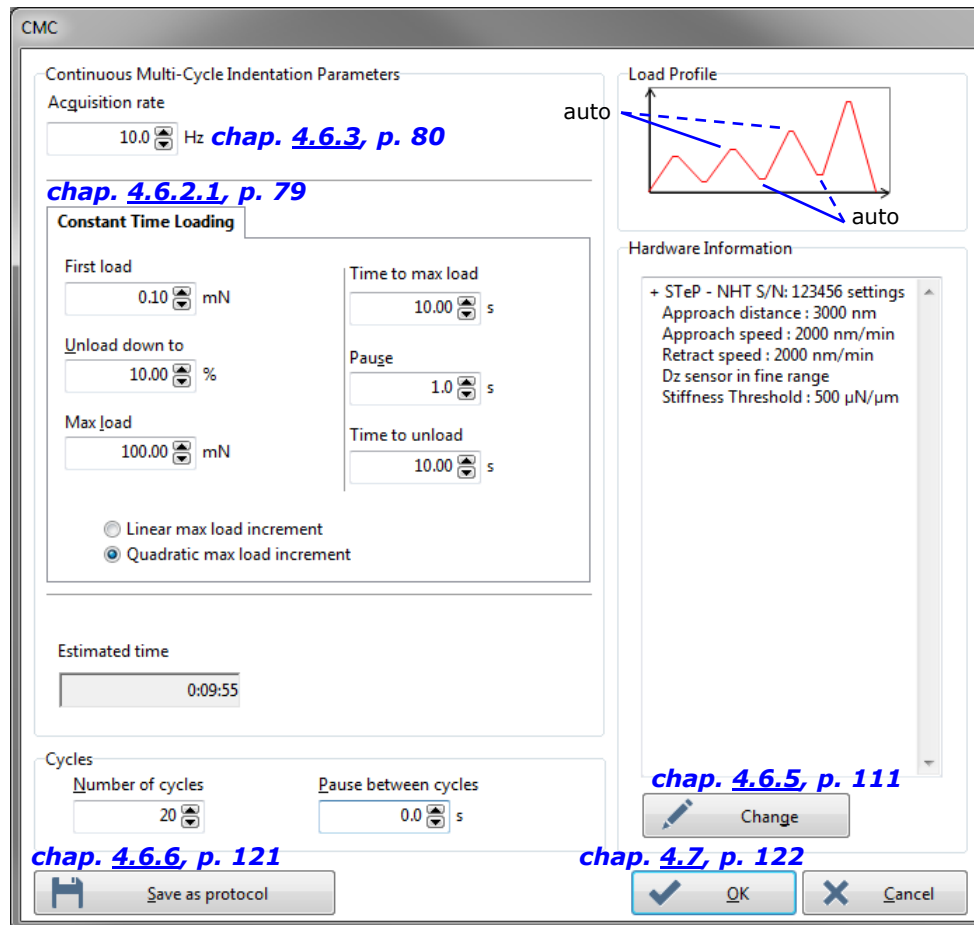 CMC
Continuous Multi-Cycle Indentation Parameters
Acquisition rate
10.0 Hz chap. 4.6.3, p. 80
chap. 4.6.2.1, p. 79
Constant Time Loading
First load
0.10 mN
Unload down to
10.00 %
Max load
100.00 mN
Time to max load
10.00 s
Pause
1.0 s
Time to unload
10.00 s
Linear max load increment
Quadratic max load increment
Estimated time
0:09:55
Cycles
Number of cycles
20
Pause between cycles
0.0 s
chap. 4.6.6, p. 121
Save as protocol
Load Profile
auto
auto
Hardware Information
+ STeP - NHT S/N: 123456 settings
Approach distance : 3000 nm
Approach speed : 2000 nm/min
Retract speed : 2000 nm/min
Dz sensor in fine range
Stiffness Threshold : 500 µN/µm
chap. 4.6.5, p. 111
Change
chap. 4.7, p. 122
OK
Cancel